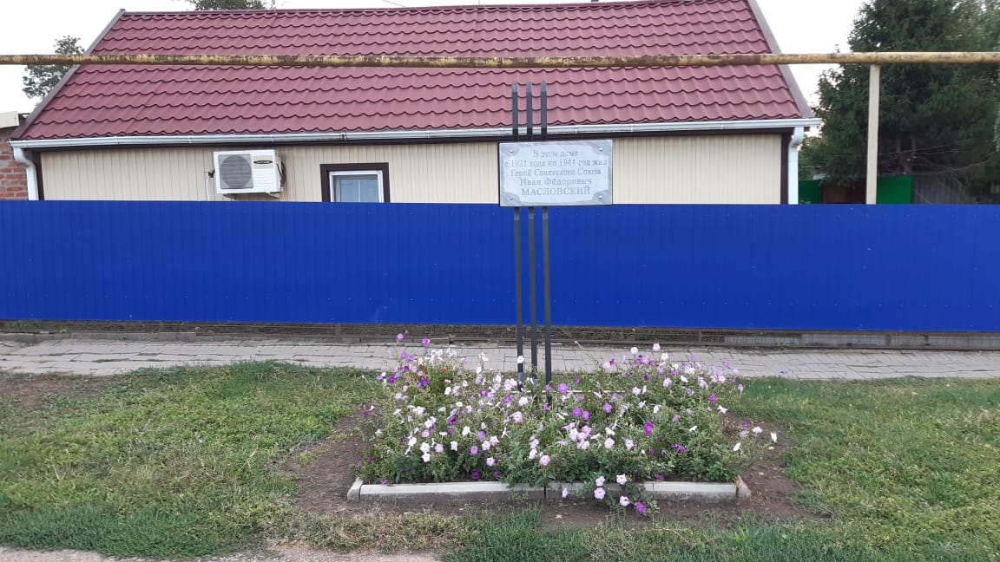 В этом доме
с 1921 года по 1941 год жил
Герой Советского Союза
Иван Фёдорович
МАСЛОВСКИЙ